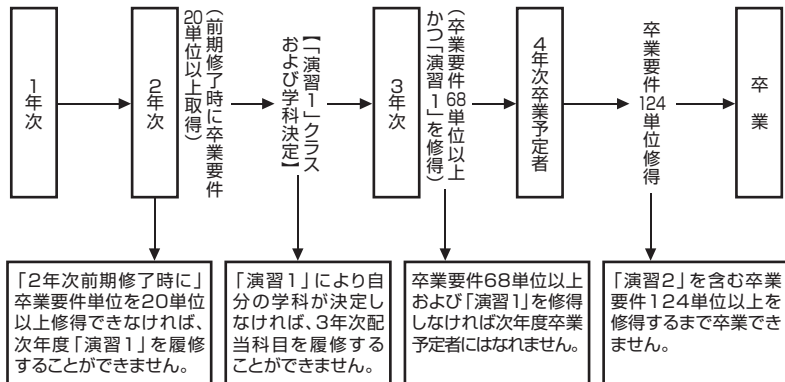 1年次
2年次
(前期修了時に卒業要件
20単位以上取得)
【「演習1」クラス
および学科決定】
3年次
(卒業要件68単位以上
かつ「演習1」を修得)
4年次卒業予定者
卒業要件
124
単位修得
卒業
「2年次前期修了時に」
卒業要件単位を20単位
以上修得できなければ、
次年度「演習1」を履修
することができません。
「演習1」により自
分の学科が決定し
なければ、3年次配
当科目を履修する
ことができません。
卒業要件68単位以上
および「演習1」を修得
しなければ次年度卒業
予定者にはなれません。
「演習2」を含む卒業
要件124単位以上を
修得するまで卒業でき
ません。